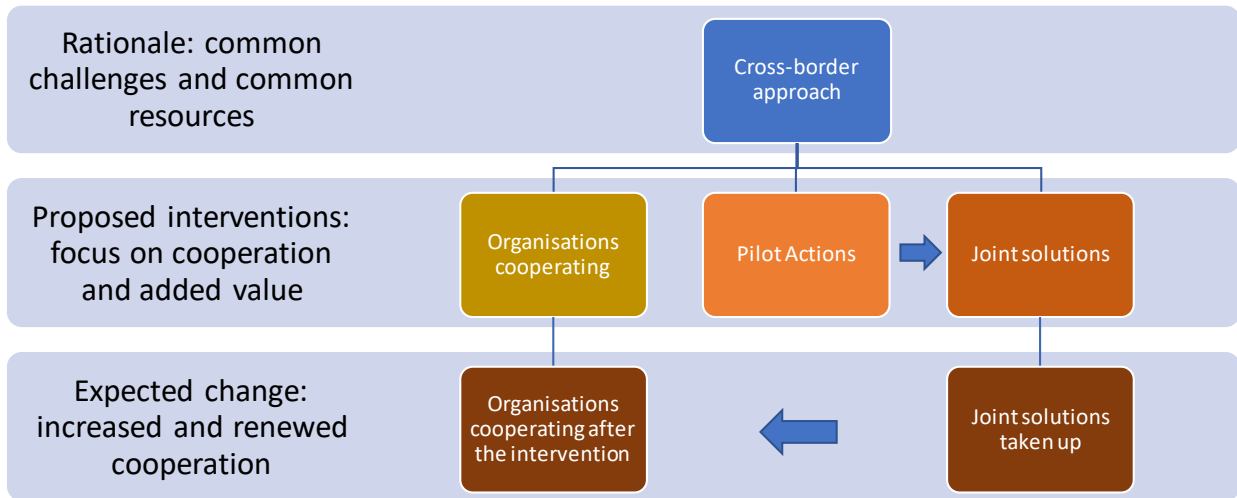 Rationale: common
challenges and common
resources
Cross-border
approach
Proposed interventions:
focus on cooperation
and added value
Organisations
cooperating
Pilot Actions
Joint solutions
Expected change:
increased and renewed
cooperation
Organisations
cooperating after
the intervention
Joint solutions
taken up